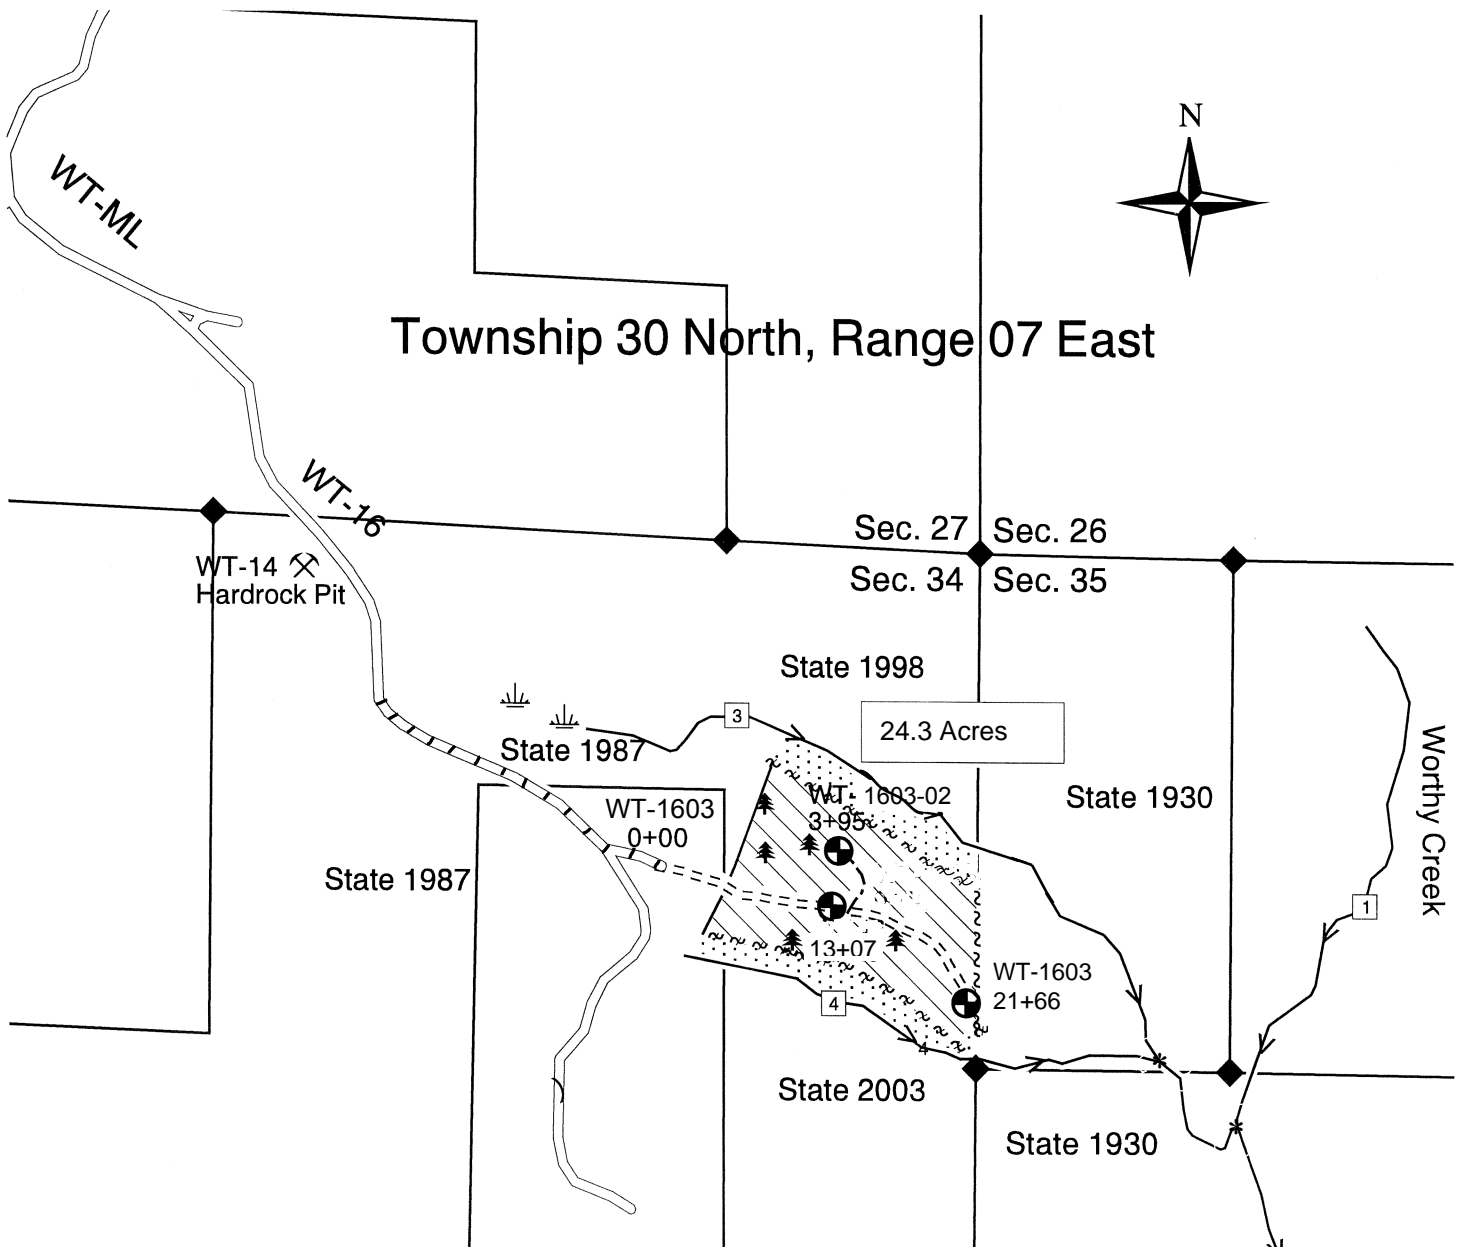 N
WT-ML
Township 30 North, Range 07 East
WT-16
Sec. 27
Sec. 26
Sec. 34
Sec. 35
WT-14
Hardrock Pit
State 1998
3
24.3 Acres
State 1987
Worthy Creek
WT-1603
0+00
WT- 1603-02
3+95
State 1930
State 1987
1
13+07
WT-1603
21+66
4
4
State 2003
State 1930